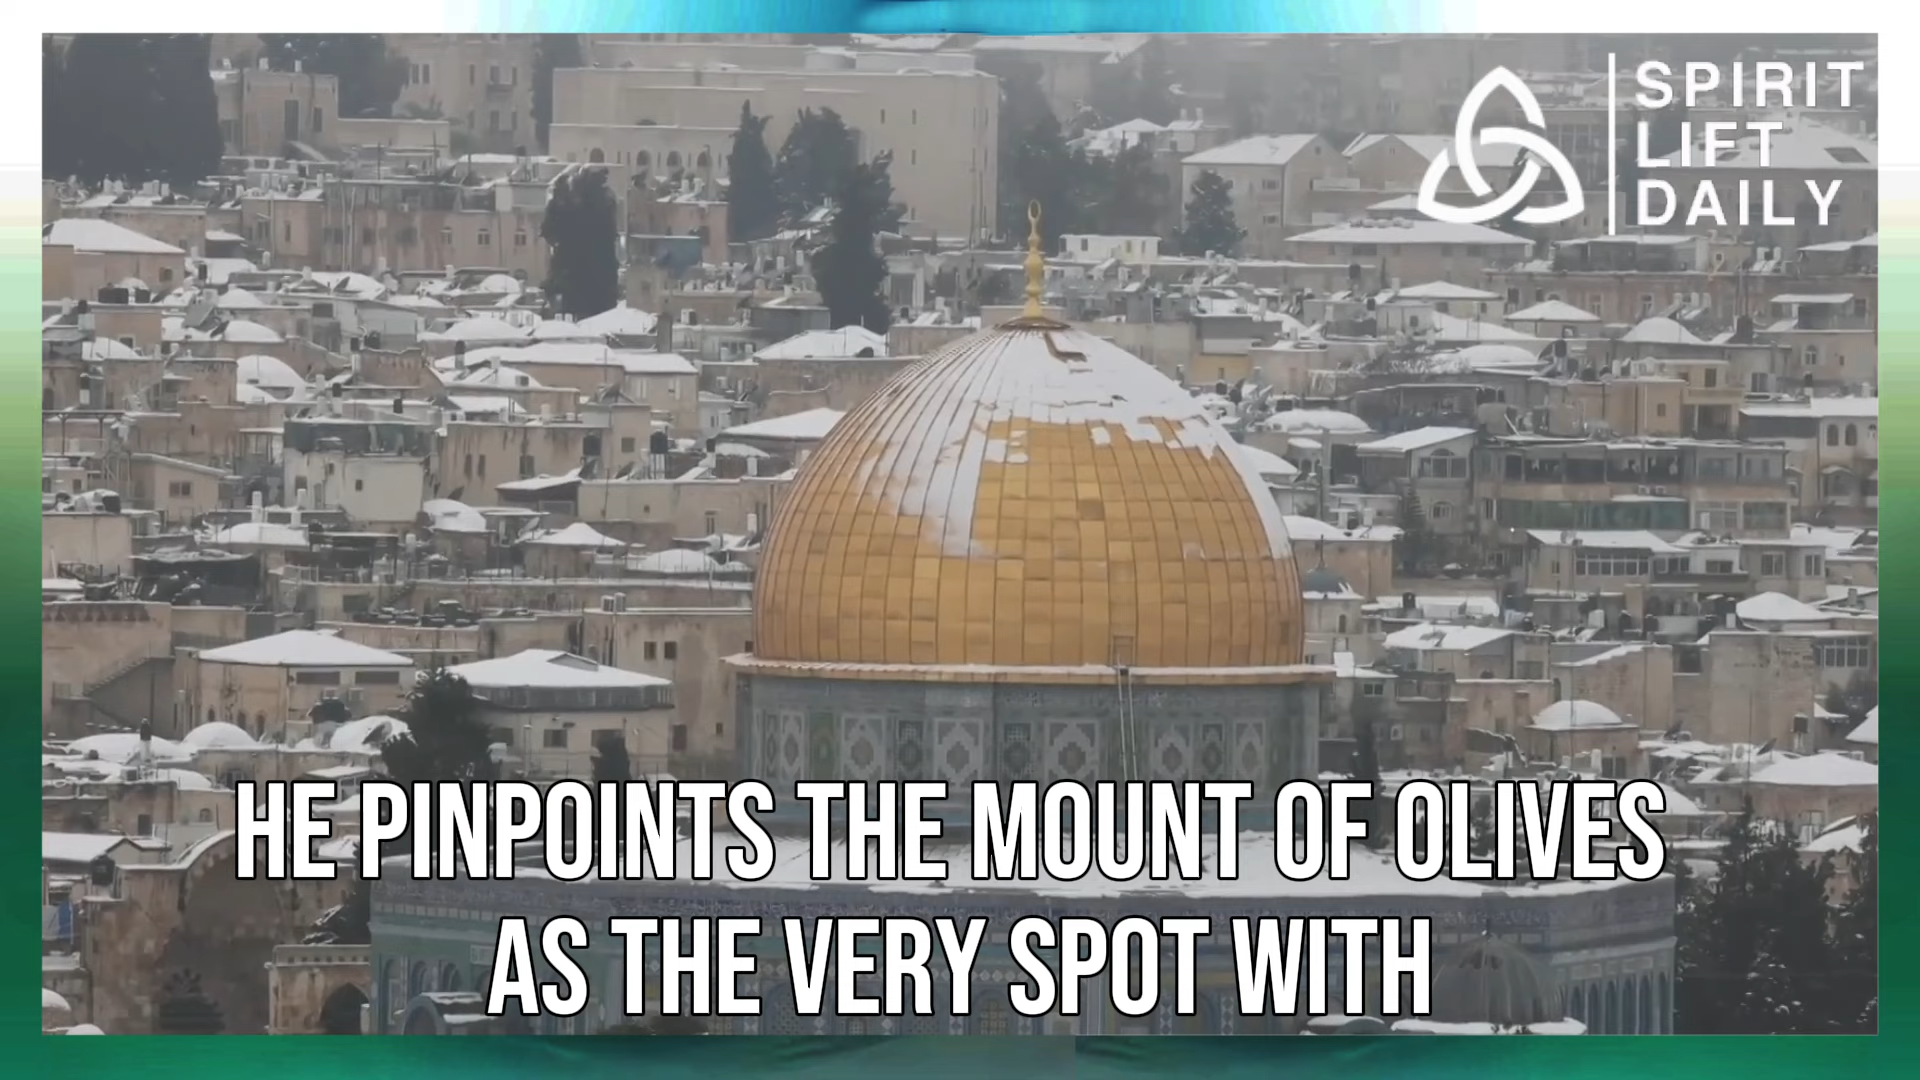 SPIRIT
LIFT
DAILY
HE PINPOINTS THE MOUNT OF OLIVES
AS THE VERY SPOT WITH